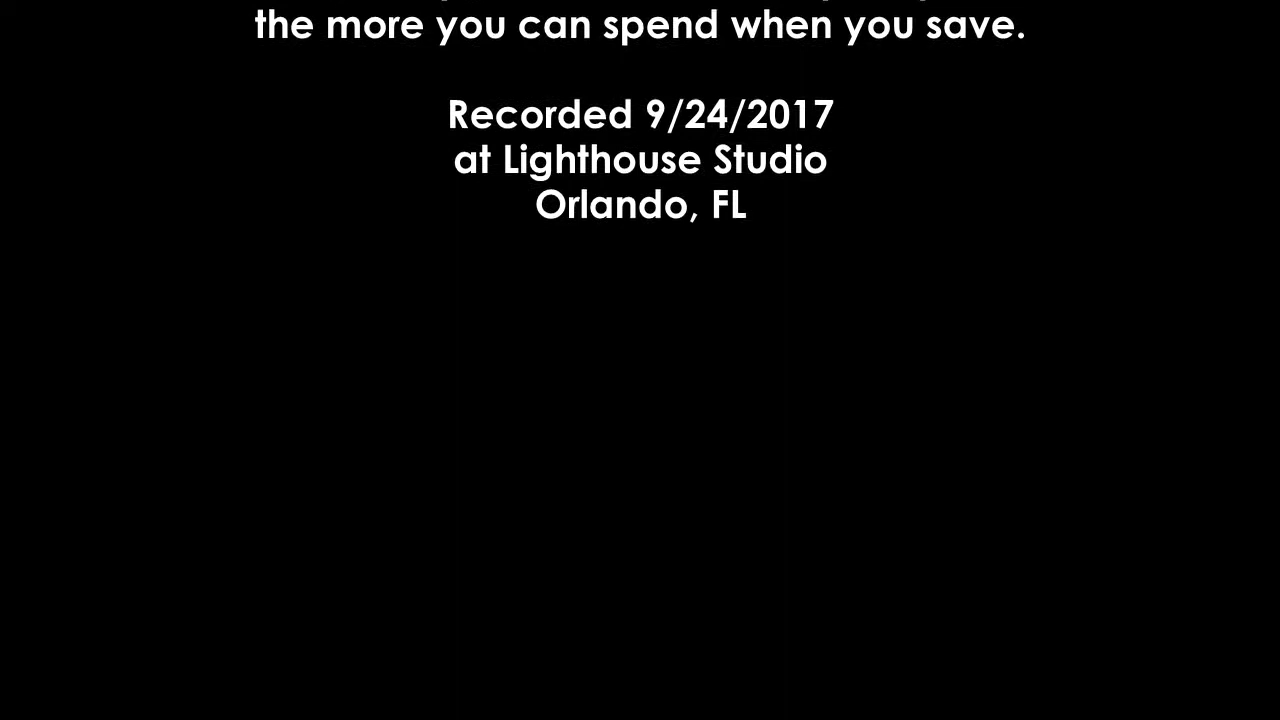 the more you can spend when you save.
Recorded 9/24/2017
at Lighthouse Studio
Orlando, FL